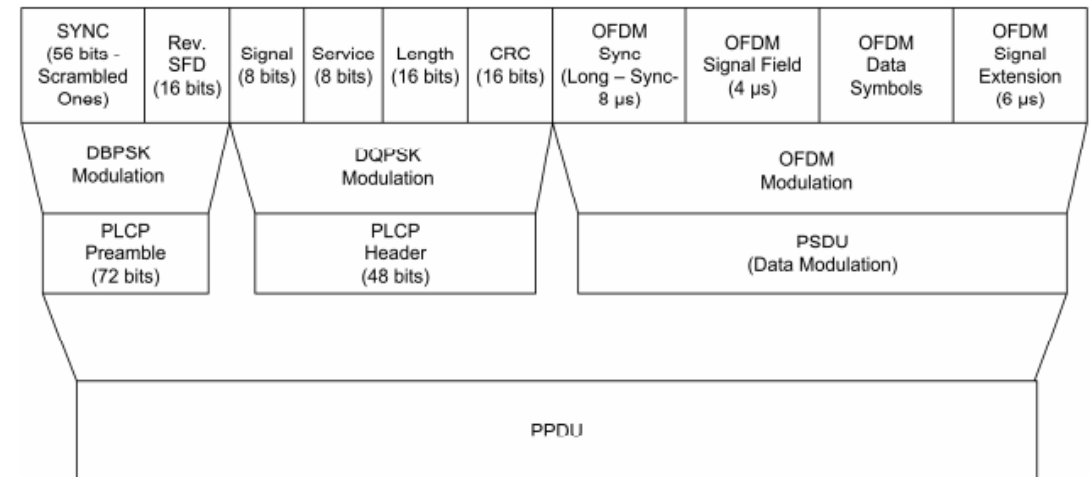 SYNC
(56 bits -
Scrambled
Ones)
Rev.
SFD
(16 bits)
Signal
(8 bits)
Service
(8 bits)
Length
(16 bits)
CRC
(16 bits)
OFDM
Sync
(Long – Sync-
8 μs)
OFDM
Signal Field
(4 μs)
OFDM
Data
Symbols
OFDM
Signal
Extension
(6 μs)
DBPSK
Modulation
DQPSK
Modulation
OFDM
Modulation
PLCP
Preamble
(72 bits)
PLCP
Header
(48 bits)
PSDU
(Data Modulation)
PPDU